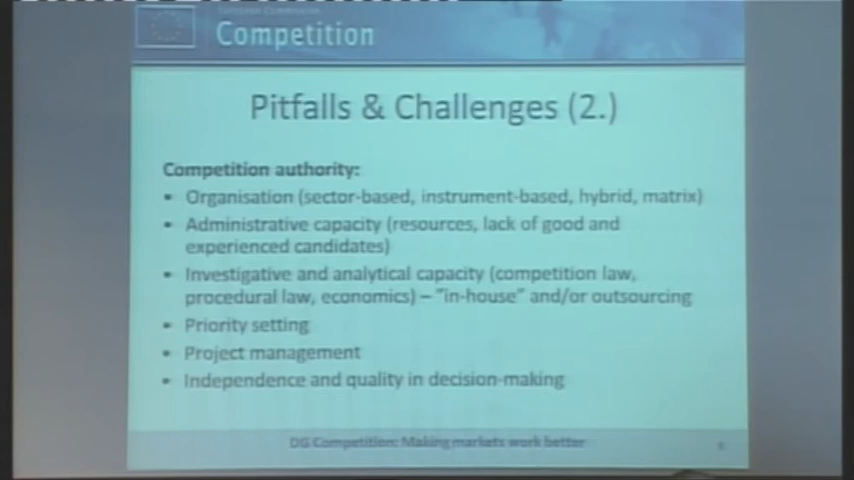 European Commission
Competition
Pitfalls & Challenges (2.)
Competition authority:
• Organisation (sector-based, instrument-based, hybrid, matrix)
• Administrative capacity (resources, lack of good and
experienced candidates)
• Investigative and analytical capacity (competition law,
procedural law, economics) – "in-house" and/or outsourcing
• Priority setting
• Project management
• Independence and quality in decision-making
DG Competition: Making markets work better